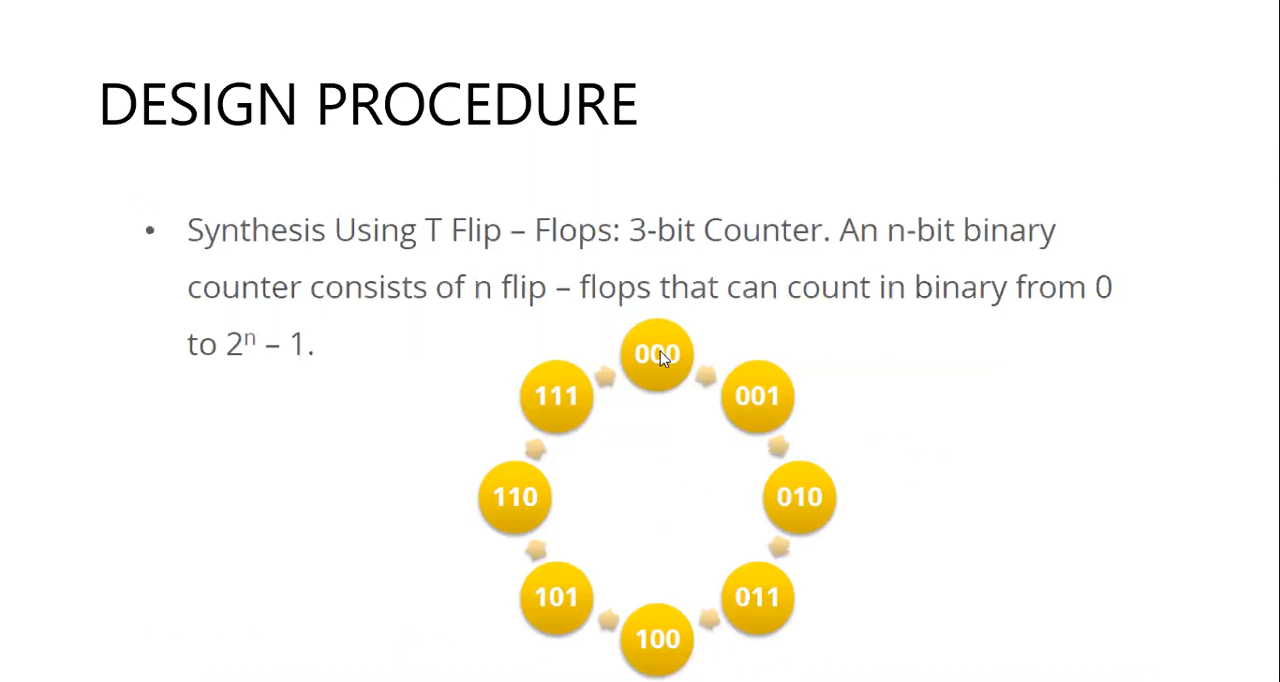 DESIGN PROCEDURE
• Synthesis Using T Flip – Flops: 3-bit Counter. An n-bit binary
counter consists of n flip – flops that can count in binary from 0
to 2ⁿ – 1.
000
111
001
110
010
101
011
100